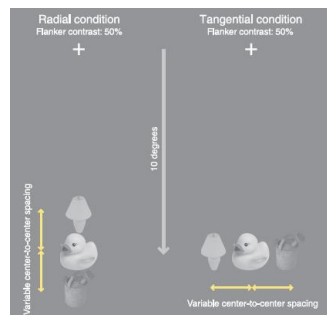 Radial condition
Flanker contrast: 50%
Tangential condition
Flanker contrast: 50%
10 degrees
Variable center-to-center spacing
Variable center-to-center spacing